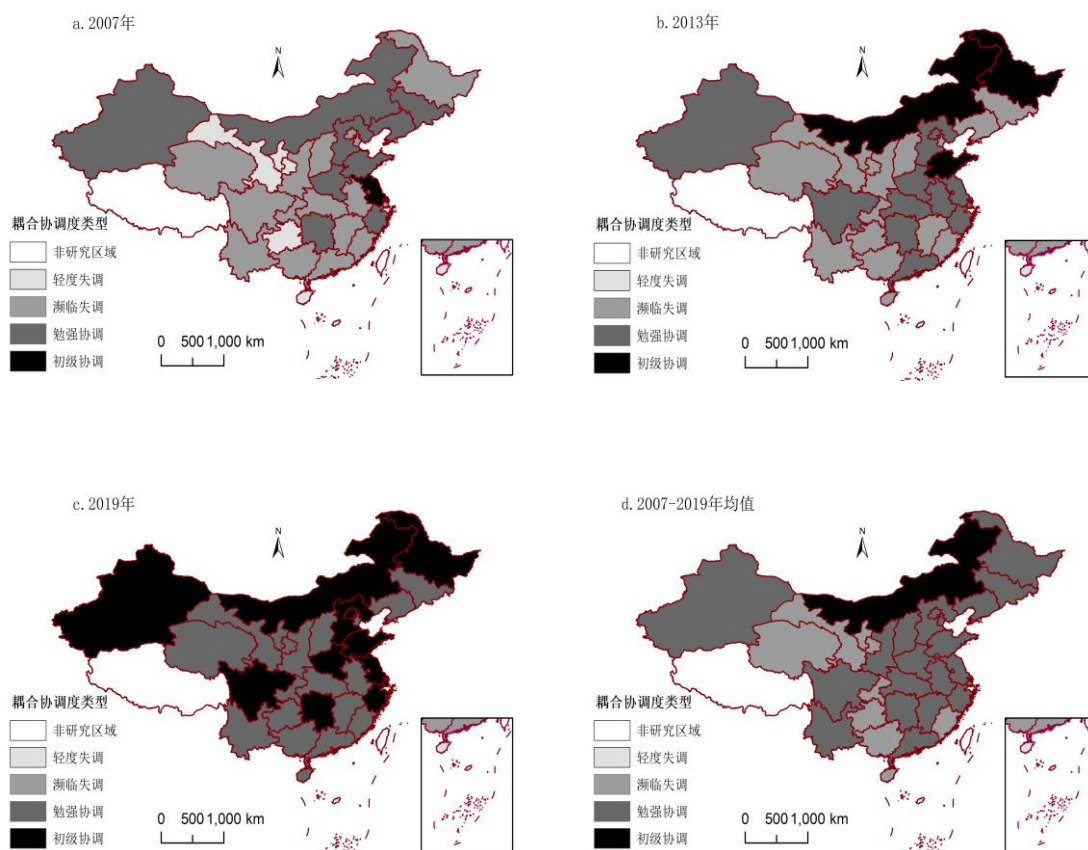 a.2007年
N
耦合协调度类型
非研究区域
轻度失调
濒临失调
勉强协调
初级协调
0 500 1,000 km
b.2013年
N
耦合协调度类型
非研究区域
轻度失调
濒临失调
勉强协调
初级协调
0 500 1,000 km
c.2019年
N
耦合协调度类型
非研究区域
轻度失调
濒临失调
勉强协调
初级协调
0 500 1,000 km
d.2007-2019年均值
N
耦合协调度类型
非研究区域
轻度失调
濒临失调
勉强协调
初级协调
0 500 1,000 km